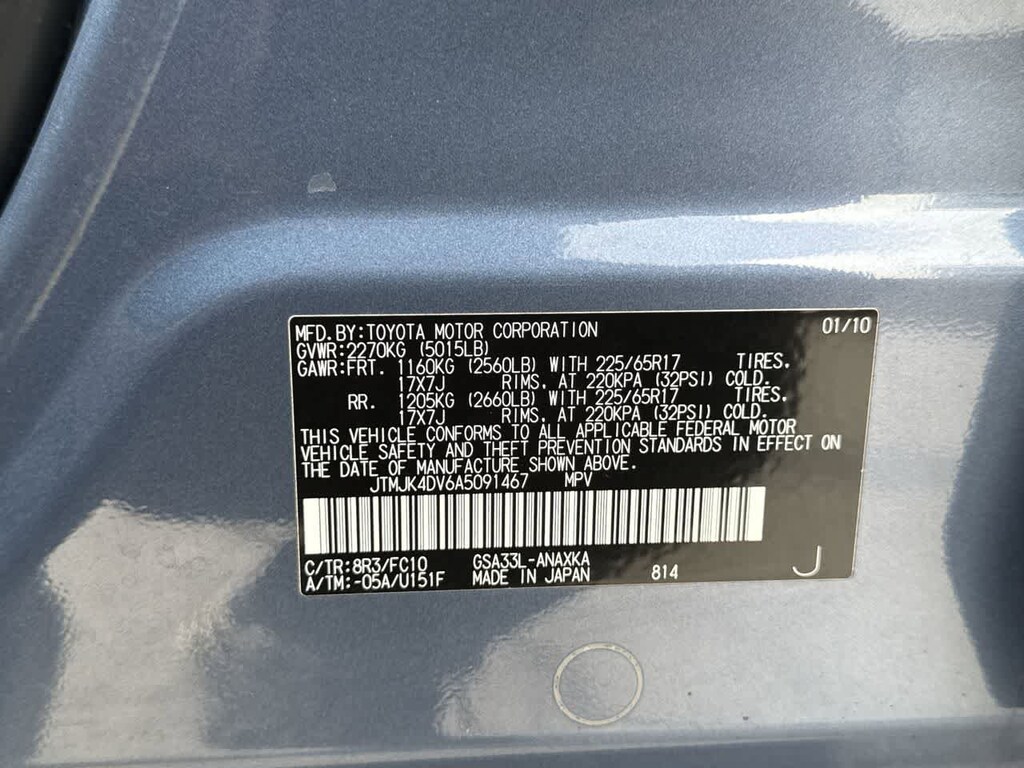 MFD.BY:TOYOTA MOTOR CORPORATION 01/10
GVWR:2270KG (5015LB)
GAWR:FRT. 1160KG (2560LB) WITH 225/65R17 TIRES.
17X7J RIMS. AT 220KPA (32PSI) COLD.
RR. 1205KG (2660LB) WITH 225/65R17 TIRES.
17X7J RIMS. AT 220KPA (32PSI) COLD.
THIS VEHICLE CONFORMS TO ALL APPLICABLE FEDERAL MOTOR
VEHICLE SAFETY AND THEFT PREVENTION STANDARDS IN EFFECT ON
THE DATE OF MANUFACTURE SHOWN ABOVE.
JTMJK4DV6A5091467 MPV
C/TR:8R3/FC10 GSA33L-ANAXKA
A/TM:-05A/U151F MADE IN JAPAN 814 J